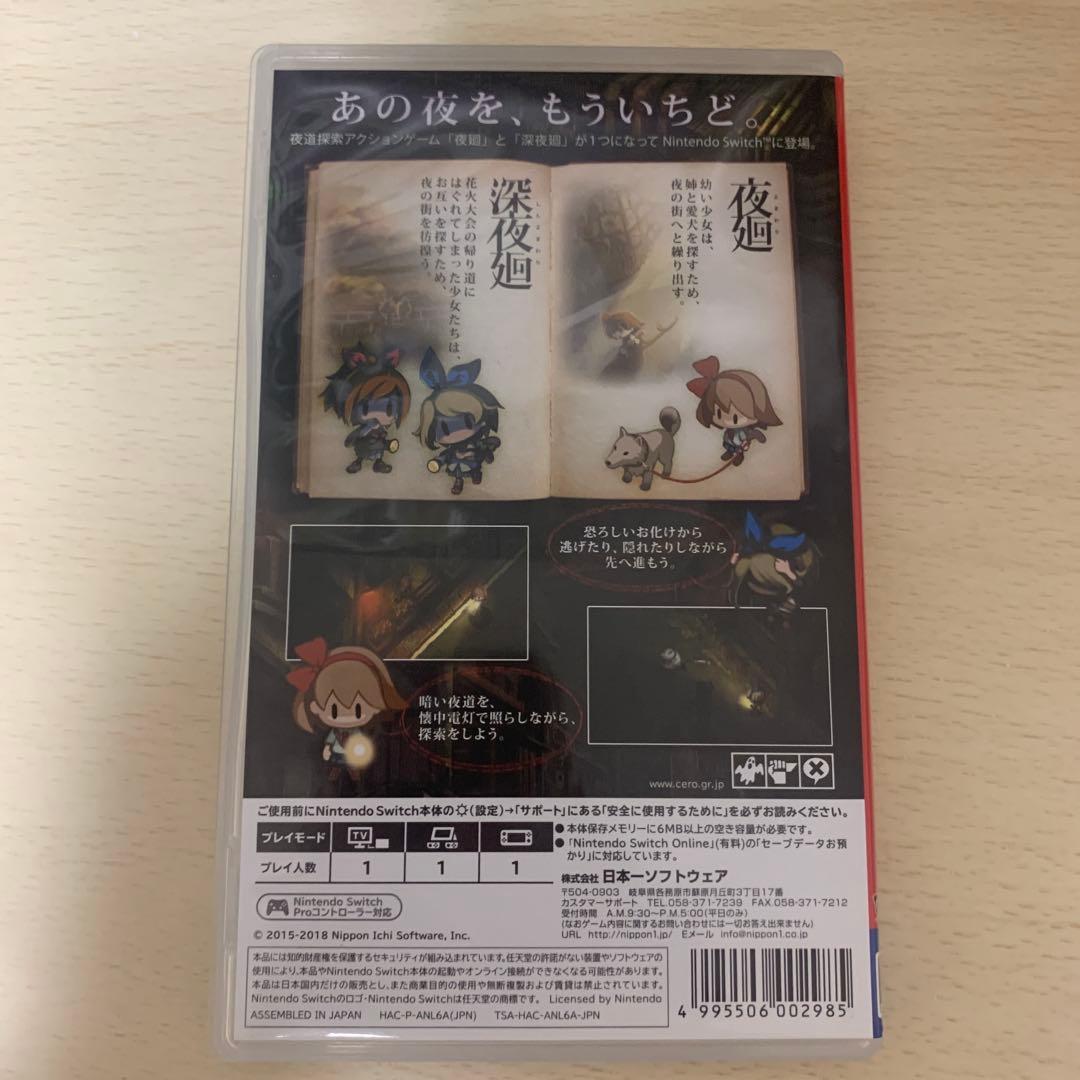 あの夜を、もういちど。
夜道探索アクションゲーム「夜廻」と「深夜廻」が1つになって Nintendo Switch™に登場。
夜廻
よまわり
幼い少女は、
姉と愛犬を探すため、
夜の街へと繰り出す。
深夜廻
しんよまわり
花火大会の帰り道に
はぐれてしまった少女たちは、
お互いを探すため、
夜の街を彷徨う。
恐ろしいお化けから
逃げたり、隠れたりしながら
先へ進もう。
暗い夜道を、
懐中電灯で照らしながら、
探索をしよう。
www.cero.gr.jp
ご使用前にNintendo Switch本体の(設定)→「サポート」にある「安全に使用するために」を必ずお読みください。
プレイモード TV
プレイ人数 1 1 1
●本体保存メモリーに6MB以上の空き容量が必要です。
●「Nintendo Switch Online」(有料)の「セーブデータお預
かり」に対応しています。
Nintendo Switch
Proコントローラー対応
株式会社 日本一ソフトウェア
〒504-0903 岐阜県各務原市蘇原月丘町3丁目17番
カスタマーサポート TEL.058-371-7239 FAX.058-371-7212
受付時間 A.M.9:30~P.M.5:00(平日のみ)
(なおゲーム内容に関するお問い合わせには一切お答え出来ません)
URL http://nippon1.jp/ Eメール info@nippon1.co.jp
© 2015-2018 Nippon Ichi Software, Inc.
本品には知的財産権を保護するセキュリティが組み込まれています。任天堂の許諾がない装置やソフトウェアの
使用により、本品やNintendo Switch本体の起動やオンライン接続ができなくなる可能性があります。
本品は日本国内だけの販売とし、また商業目的の使用や無断複製および賃貸は禁止されています。
Nintendo Switchのロゴ・Nintendo Switchは任天堂の商標です。 Licensed by Nintendo
ASSEMBLED IN JAPAN HAC-P-ANL6A(JPN) TSA-HAC-ANL6A-JPN
4 995506 002985